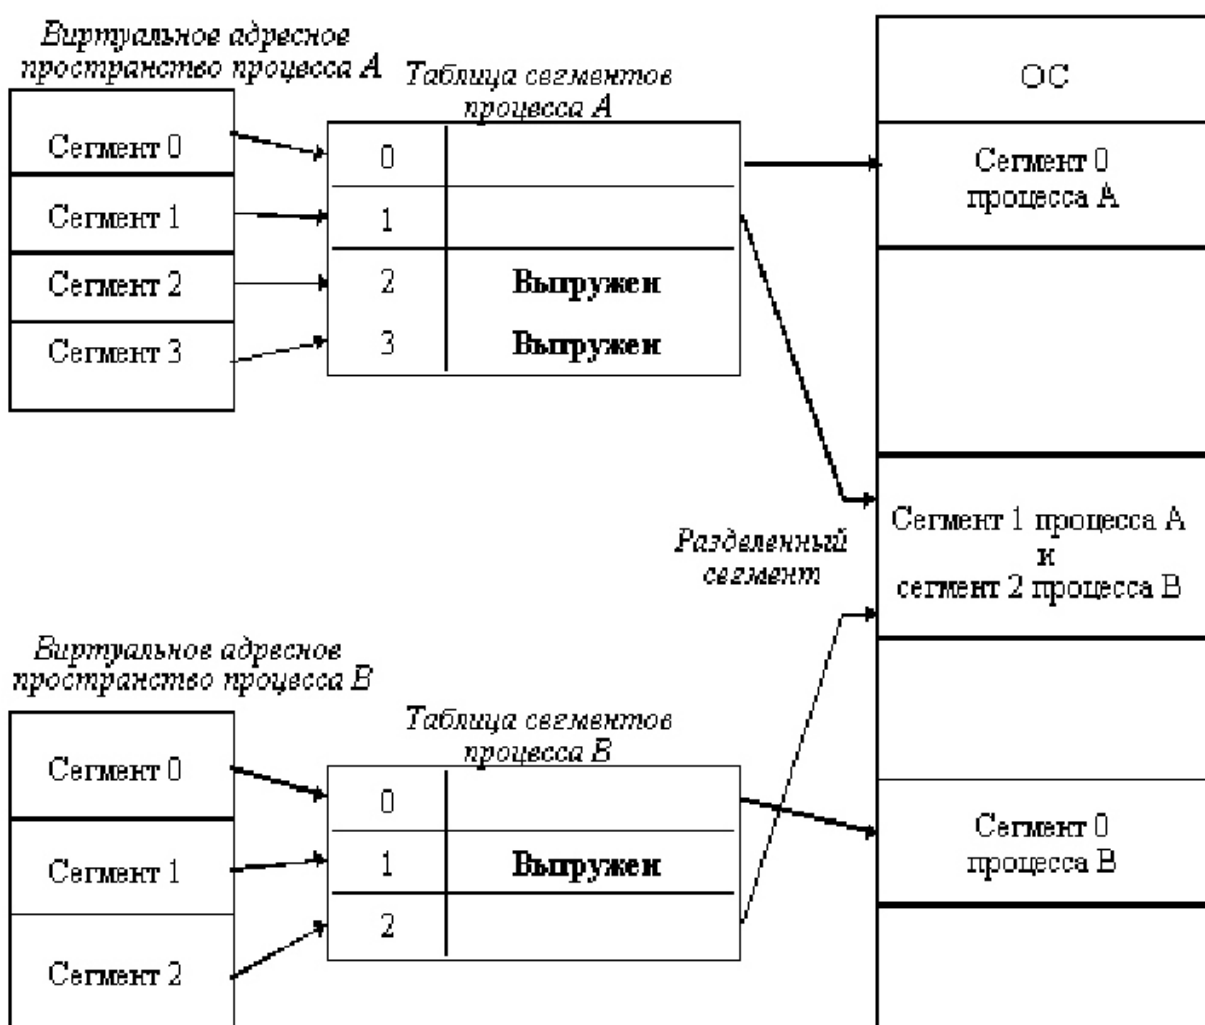 Виртуальное адресное
пространство процесса А
Сегмент 0
Сегмент 1
Сегмент 2
Сегмент 3
Таблица сегментов
процесса А
0
1
2 Выгружен
3 Выгружен
ОС
Сегмент 0
процесса А
Сегмент 1 процесса А
и
сегмент 2 процесса В
Сегмент 0
процесса В
Разделенный
сегмент
Виртуальное адресное
пространство процесса В
Сегмент 0
Сегмент 1
Сегмент 2
Таблица сегментов
процесса В
0
1 Выгружен
2